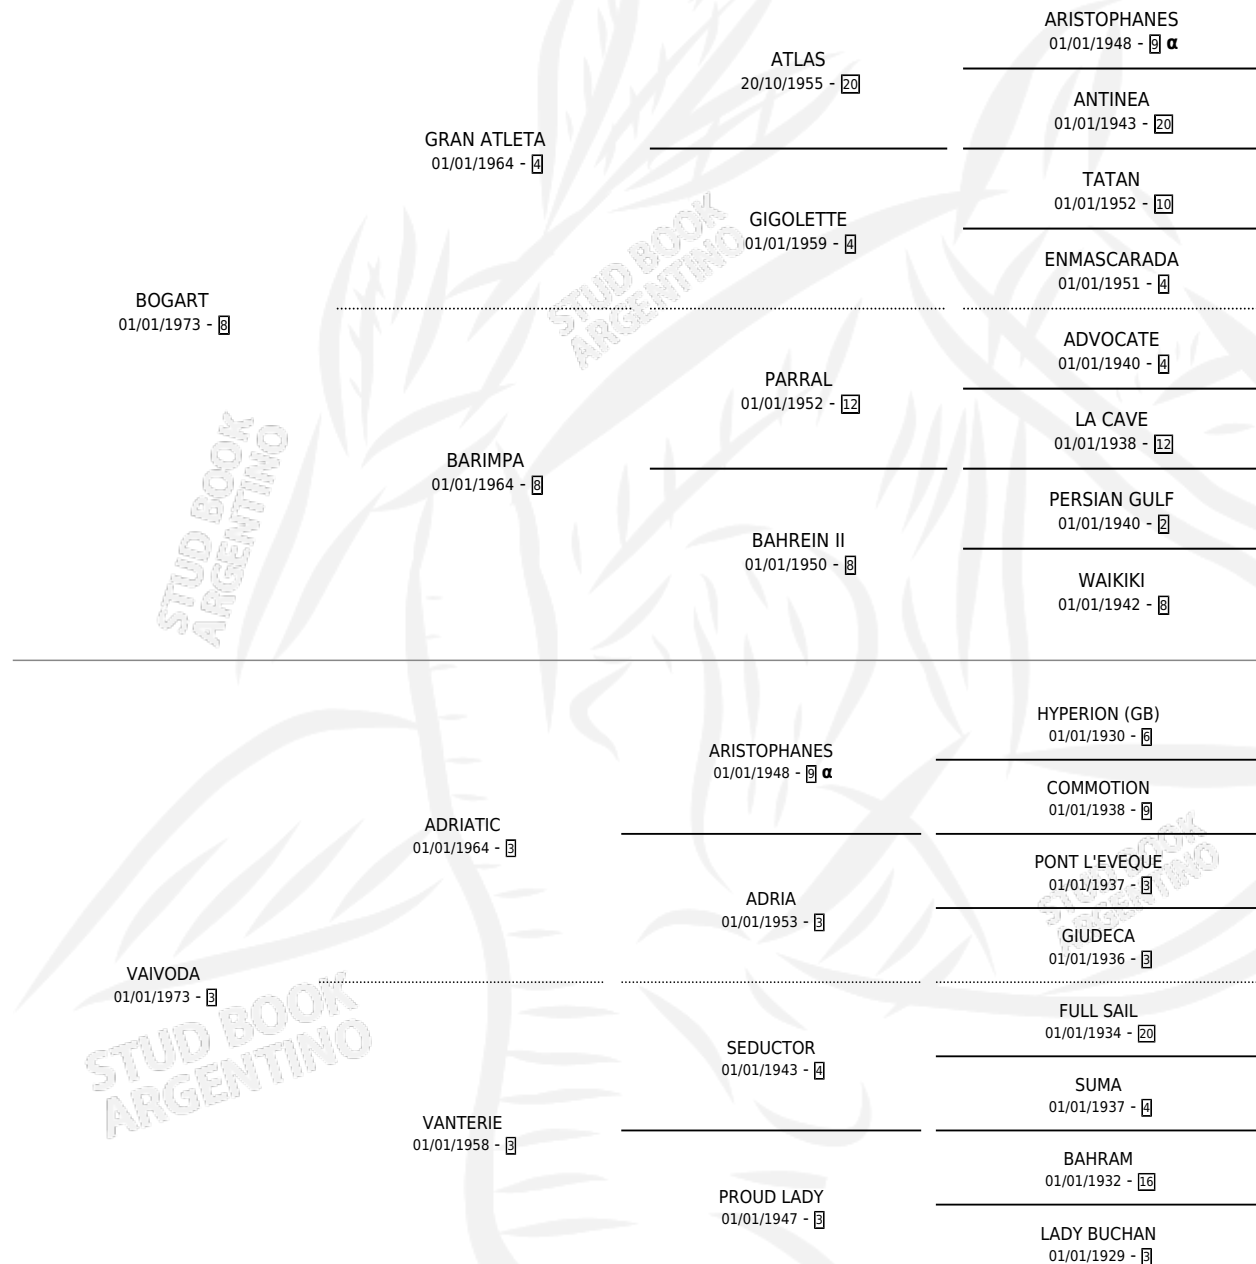 ARISTOPHANES
01/01/1948 - 9 α
ATLAS
20/10/1955 - 20
ANTINEA
01/01/1943 - 20
GRAN ATLETA
01/01/1964 - 4
TATAN
01/01/1952 - 10
GIGOLETTE
01/01/1959 - 4
ENMASCARADA
01/01/1951 - 4
BOGART
01/01/1973 - 8
STUD BOOK
ARGENTINO
ADVOCATE
01/01/1940 - 4
PARRAL
01/01/1952 - 12
LA CAVE
01/01/1938 - 12
BARIMPA
01/01/1964 - 8
PERSIAN GULF
01/01/1940 - 2
BAHREIN II
01/01/1950 - 8
WAIKIKI
01/01/1942 - 8
STUD BOOK
ARGENTINO
HYPERION (GB)
01/01/1930 - 6
ARISTOPHANES
01/01/1948 - 9 α
COMMOTION
01/01/1938 - 9
ADRIATIC
01/01/1964 - 3
PONT L'EVEQUE
01/01/1937 - 3
ADRIA
01/01/1953 - 3
GIUDECA
01/01/1936 - 3
STUD BOOK
ARGENTINO
VAIVODA
01/01/1973 - 3
FULL SAIL
01/01/1934 - 20
SEDUCTOR
01/01/1943 - 4
SUMA
01/01/1937 - 4
STUD BOOK
ARGENTINO
VANTERIE
01/01/1958 - 3
BAHRAM
01/01/1932 - 16
PROUD LADY
01/01/1947 - 3
LADY BUCHAN
01/01/1929 - 3